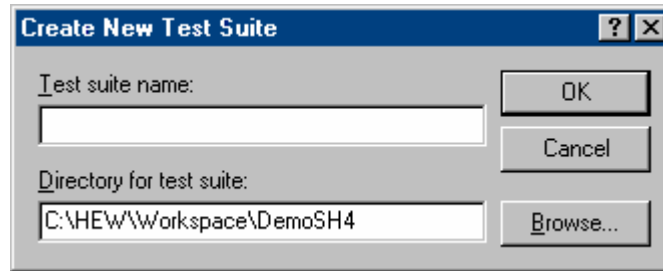 Create New Test Suite
Test suite name:
OK
Cancel
Directory for test suite:
C:\HEW\Workspace\DemoSH4
Browse...